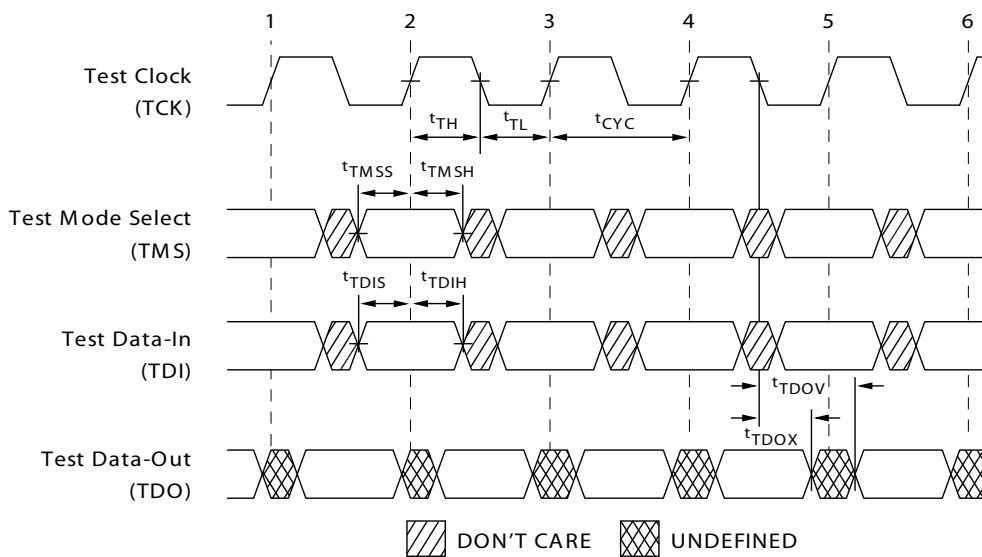 1 2 3 4 5 6
Test Clock
(TCK)
tTH tTL tCYC
tTMSS tTMSH
Test Mode Select
(TMS)
tTDIS tTDIH
Test Data-In
(TDI)
tTDOV
tTDOX
Test Data-Out
(TDO)
DON'T CARE UNDEFINED